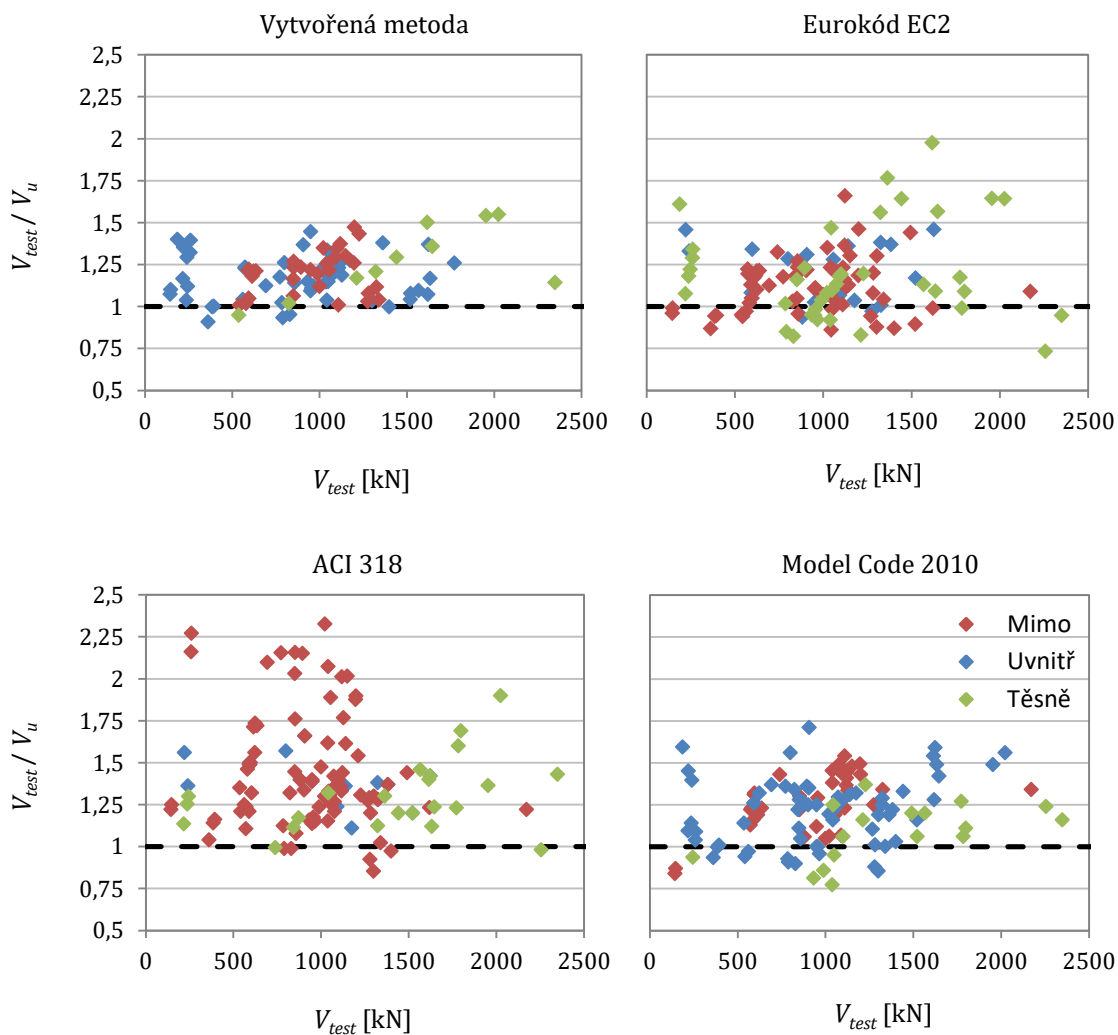 Vytvořená metoda
Eurokód EC2
V_test / V_u
2,5
2,25
2
1,75
1,5
1,25
1
0,75
0,5
0 500 1000 1500 2000 2500
0 500 1000 1500 2000 2500
V_test [kN]
V_test [kN]
ACI 318
Model Code 2010
V_test / V_u
2,5
2,25
2
1,75
1,5
1,25
1
0,75
0,5
Mimo
Uvnitř
Těsně
0 500 1000 1500 2000 2500
0 500 1000 1500 2000 2500
V_test [kN]
V_test [kN]